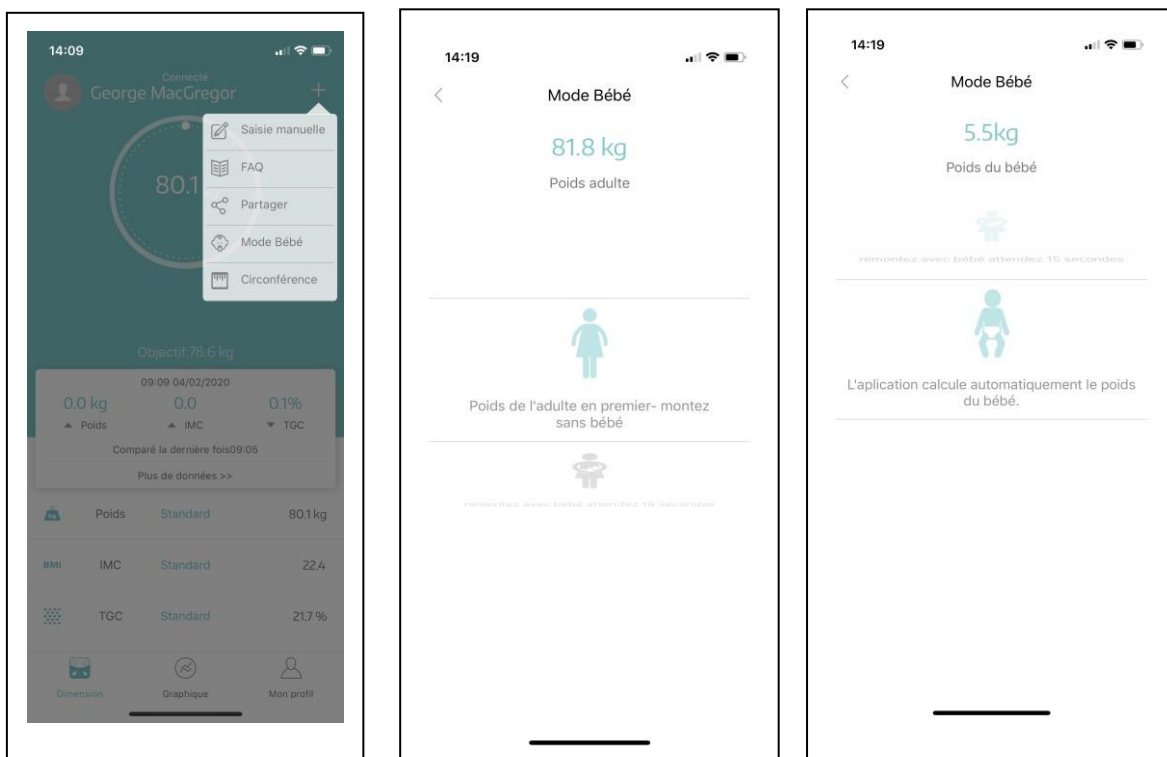 14:09
Connecté
George MacGregor
+
Saisie manuelle
FAQ
80.1
Partager
Mode Bébé
Circonférence
Objectif:78.6 kg
09:09 04/02/2020
0.0 kg 0.0 0.1%
Poids IMC TGC
Comparé la dernière fois09:05
Plus de données >>
Poids Standard 80.1 kg
BMI IMC Standard 22.4
TGC Standard 21.7 %
Dimension Graphique Mon profil
14:19
Mode Bébé
81.8 kg
Poids adulte
Poids de l'adulte en premier- montez
sans bébé
remontez avec bébé attendez 15 secondes
14:19
Mode Bébé
5.5kg
Poids du bébé
remontez avec bébé attendez 15 secondes
L'aplication calcule automatiquement le poids
du bébé.